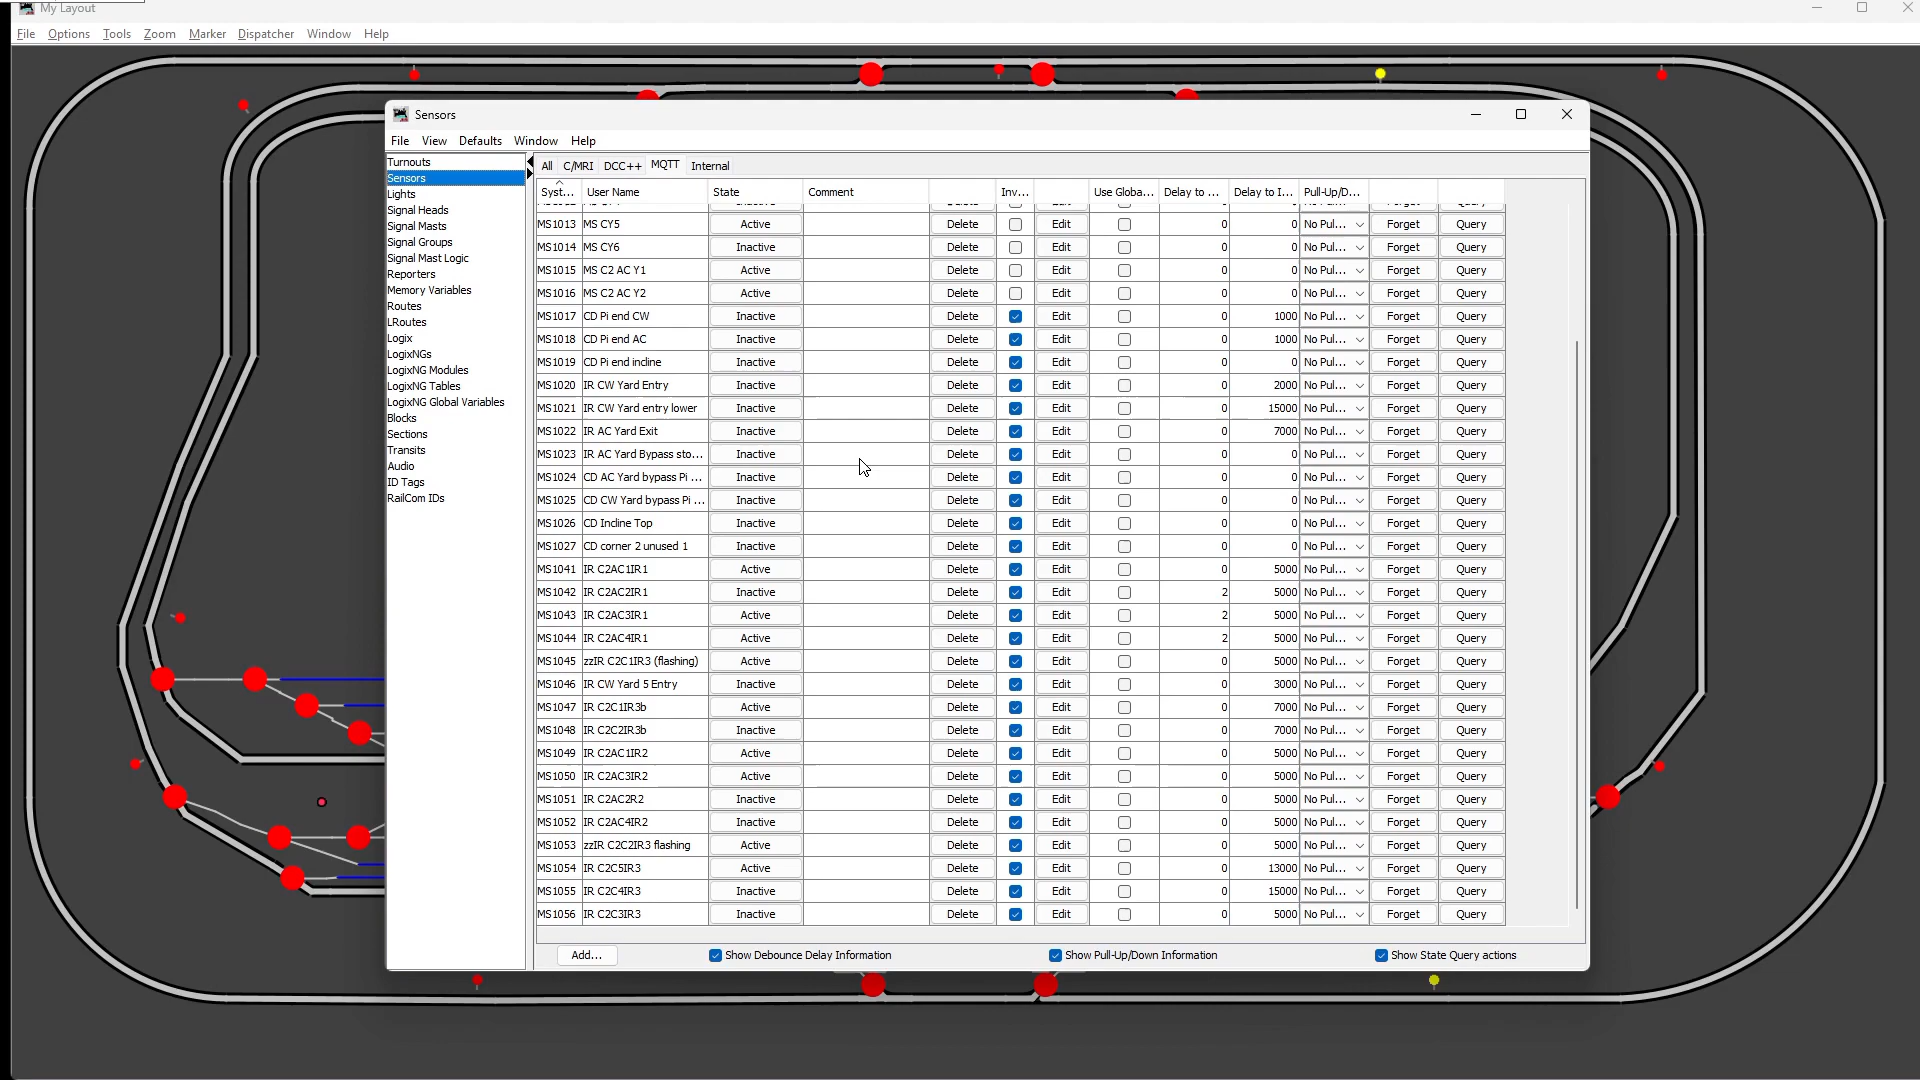 My Layout
File Options Tools Zoom Marker Dispatcher Window Help
Sensors
File View Defaults Window Help
Turnouts
Sensors
Lights
Signal Heads
Signal Masts
Signal Groups
Signal Mast Logic
Reporters
Memory Variables
Routes
LRoutes
Logix
LogixNGs
LogixNG Modules
LogixNG Tables
LogixNG Global Variables
Blocks
Sections
Transits
Audio
ID Tags
RailCom IDs
All C/MRI DCC++ MQTT Internal
Syst... User Name State Comment Inv... Use Globa... Delay to ... Delay to I... Pull-Up/D...
MS1013 MS CY5 Active Delete Edit 0 0 No Pul... Forget Query
MS1014 MS CY6 Inactive Delete Edit 0 0 No Pul... Forget Query
MS1015 MS C2 AC Y1 Active Delete Edit 0 0 No Pul... Forget Query
MS1016 MS C2 AC Y2 Active Delete Edit 0 0 No Pul... Forget Query
MS1017 CD Pi end CW Inactive Delete Edit 0 1000 No Pul... Forget Query
MS1018 CD Pi end AC Inactive Delete Edit 0 1000 No Pul... Forget Query
MS1019 CD Pi end incline Inactive Delete Edit 0 0 No Pul... Forget Query
MS1020 IR CW Yard Entry Inactive Delete Edit 0 2000 No Pul... Forget Query
MS1021 IR CW Yard entry lower Inactive Delete Edit 0 15000 No Pul... Forget Query
MS1022 IR AC Yard Exit Inactive Delete Edit 0 7000 No Pul... Forget Query
MS1023 IR AC Yard Bypass sto... Inactive Delete Edit 0 0 No Pul... Forget Query
MS1024 CD AC Yard bypass Pi ... Inactive Delete Edit 0 0 No Pul... Forget Query
MS1025 CD CW Yard bypass Pi ... Inactive Delete Edit 0 0 No Pul... Forget Query
MS1026 CD Incline Top Inactive Delete Edit 0 0 No Pul... Forget Query
MS1027 CD corner 2 unused 1 Inactive Delete Edit 0 0 No Pul... Forget Query
MS1041 IR C2AC1IR1 Active Delete Edit 0 5000 No Pul... Forget Query
MS1042 IR C2AC2IR1 Inactive Delete Edit 2 5000 No Pul... Forget Query
MS1043 IR C2AC3IR1 Active Delete Edit 2 5000 No Pul... Forget Query
MS1044 IR C2AC4IR1 Active Delete Edit 2 5000 No Pul... Forget Query
MS1045 zzIR C2C1IR3 (flashing) Active Delete Edit 0 5000 No Pul... Forget Query
MS1046 IR CW Yard 5 Entry Inactive Delete Edit 0 3000 No Pul... Forget Query
MS1047 IR C2C1IR3b Active Delete Edit 0 7000 No Pul... Forget Query
MS1048 IR C2C2IR3b Inactive Delete Edit 0 7000 No Pul... Forget Query
MS1049 IR C2AC1IR2 Active Delete Edit 0 5000 No Pul... Forget Query
MS1050 IR C2AC3IR2 Active Delete Edit 0 5000 No Pul... Forget Query
MS1051 IR C2AC2R2 Inactive Delete Edit 0 5000 No Pul... Forget Query
MS1052 IR C2AC4IR2 Inactive Delete Edit 0 5000 No Pul... Forget Query
MS1053 zzIR C2C2IR3 flashing Active Delete Edit 0 5000 No Pul... Forget Query
MS1054 IR C2C5IR3 Active Delete Edit 0 13000 No Pul... Forget Query
MS1055 IR C2C4IR3 Inactive Delete Edit 0 15000 No Pul... Forget Query
MS1056 IR C2C3IR3 Inactive Delete Edit 0 5000 No Pul... Forget Query
Add... Show Debounce Delay Information Show Pull-Up/Down Information Show State Query actions